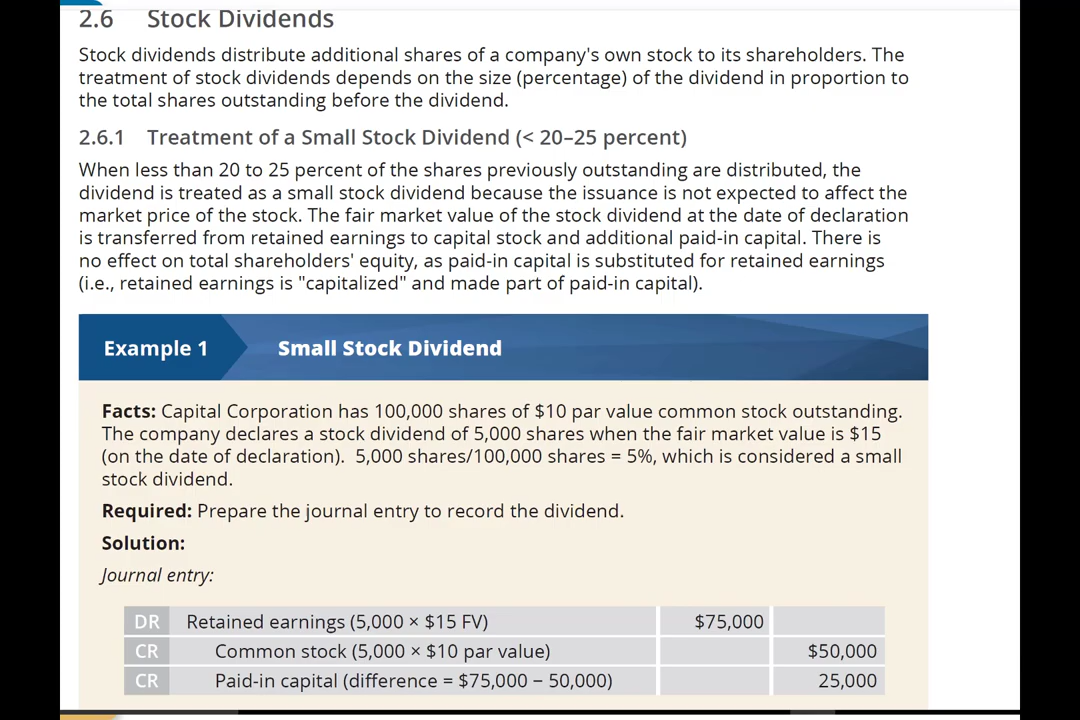 2.6 Stock Dividends
Stock dividends distribute additional shares of a company's own stock to its shareholders. The
treatment of stock dividends depends on the size (percentage) of the dividend in proportion to
the total shares outstanding before the dividend.
2.6.1 Treatment of a Small Stock Dividend (< 20–25 percent)
When less than 20 to 25 percent of the shares previously outstanding are distributed, the
dividend is treated as a small stock dividend because the issuance is not expected to affect the
market price of the stock. The fair market value of the stock dividend at the date of declaration
is transferred from retained earnings to capital stock and additional paid-in capital. There is
no effect on total shareholders' equity, as paid-in capital is substituted for retained earnings
(i.e., retained earnings is "capitalized" and made part of paid-in capital).
Example 1 Small Stock Dividend
Facts: Capital Corporation has 100,000 shares of $10 par value common stock outstanding.
The company declares a stock dividend of 5,000 shares when the fair market value is $15
(on the date of declaration). 5,000 shares/100,000 shares = 5%, which is considered a small
stock dividend.
Required: Prepare the journal entry to record the dividend.
Solution:
Journal entry:
DR Retained earnings (5,000 × $15 FV) $75,000
CR Common stock (5,000 × $10 par value) $50,000
CR Paid-in capital (difference = $75,000 − 50,000) 25,000